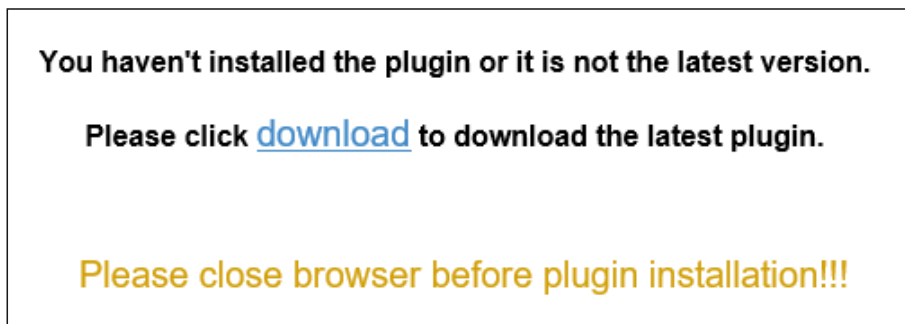 You haven't installed the plugin or it is not the latest version.
Please click download to download the latest plugin.
Please close browser before plugin installation!!!